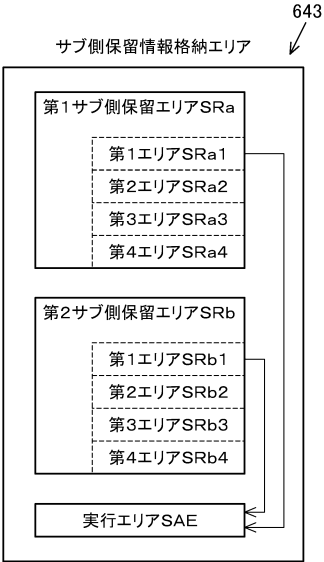 643
サブ側保留情報格納エリア
第1サブ側保留エリアSRa
第1エリアSRa1
第2エリアSRa2
第3エリアSRa3
第4エリアSRa4
第2サブ側保留エリアSRb
第1エリアSRb1
第2エリアSRb2
第3エリアSRb3
第4エリアSRb4
実行エリアSAE